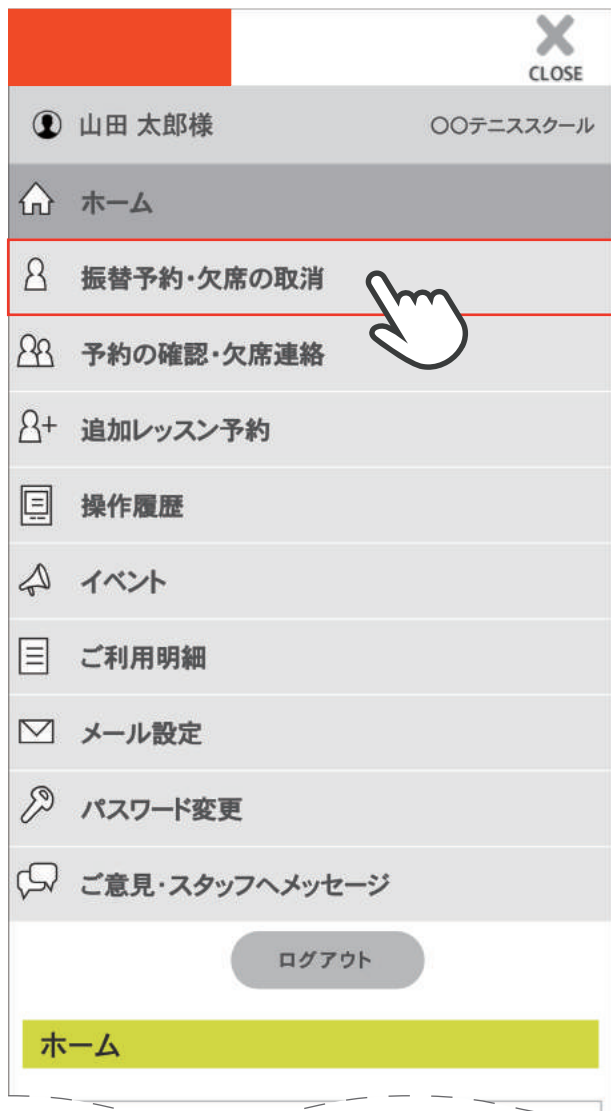 CLOSE
山田 太郎様 〇〇テニススクール
ホーム
振替予約・欠席の取消
予約の確認・欠席連絡
追加レッスン予約
操作履歴
イベント
ご利用明細
メール設定
パスワード変更
ご意見・スタッフへメッセージ
ログアウト
ホーム